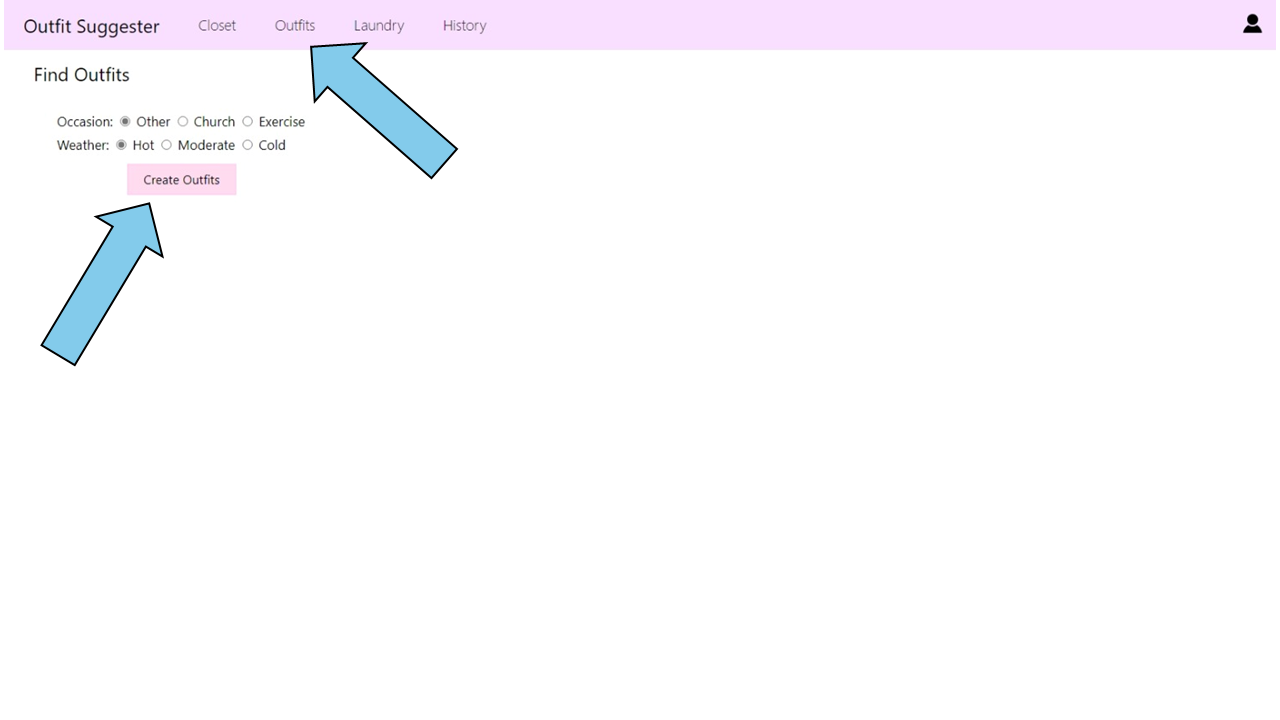 Outfit Suggester Closet Outfits Laundry History
Find Outfits
Occasion: Other Church Exercise
Weather: Hot Moderate Cold
Create Outfits